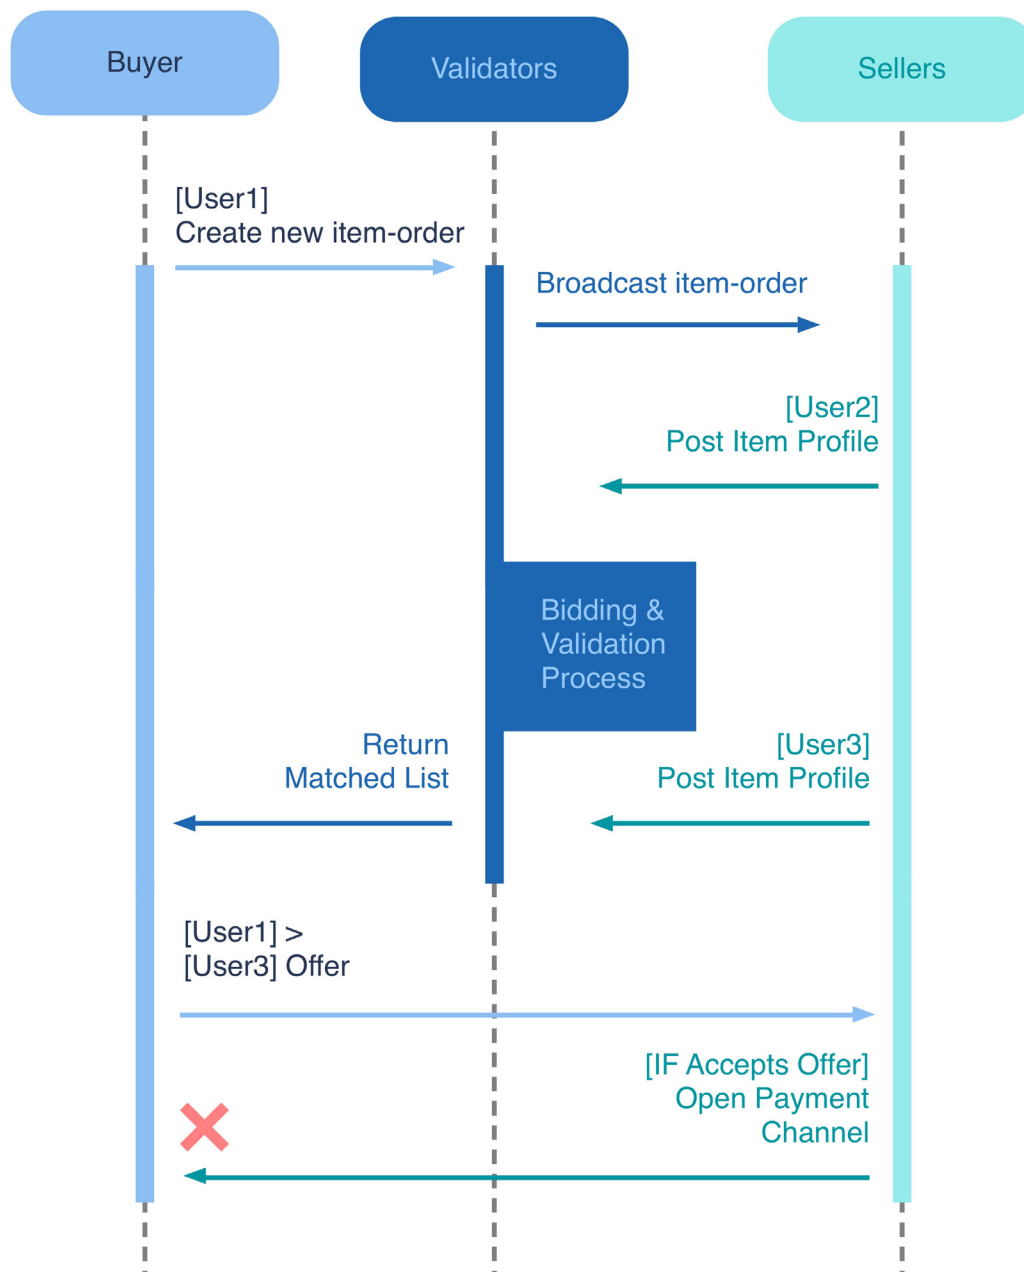 Buyer
Validators
Sellers
[User1]
Create new item-order
Broadcast item-order
[User2]
Post Item Profile
Bidding &
Validation
Process
Return
Matched List
[User3]
Post Item Profile
[User1] >
[User3] Offer
[IF Accepts Offer]
Open Payment
Channel